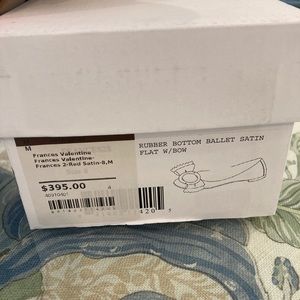 M
Frances Valentine
Frances Valentine-
Frances 2-Red Satin-8,M
$395.00
RUBBER BOTTOM BALLET SATIN
FLAT W/BOW